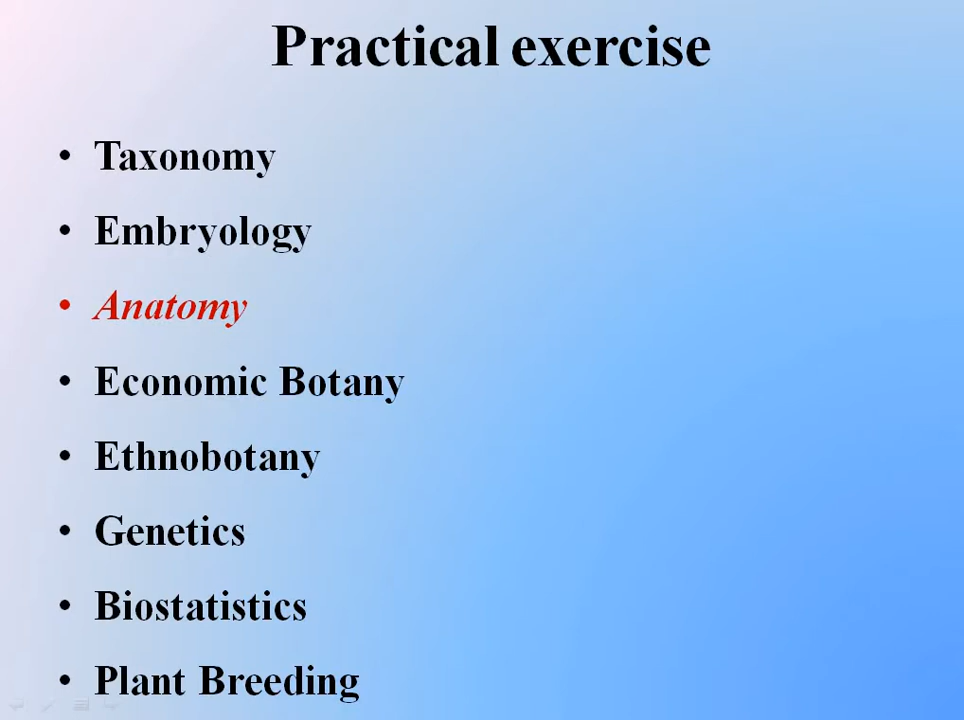 Practical exercise
• Taxonomy
• Embryology
• Anatomy
• Economic Botany
• Ethnobotany
• Genetics
• Biostatistics
• Plant Breeding